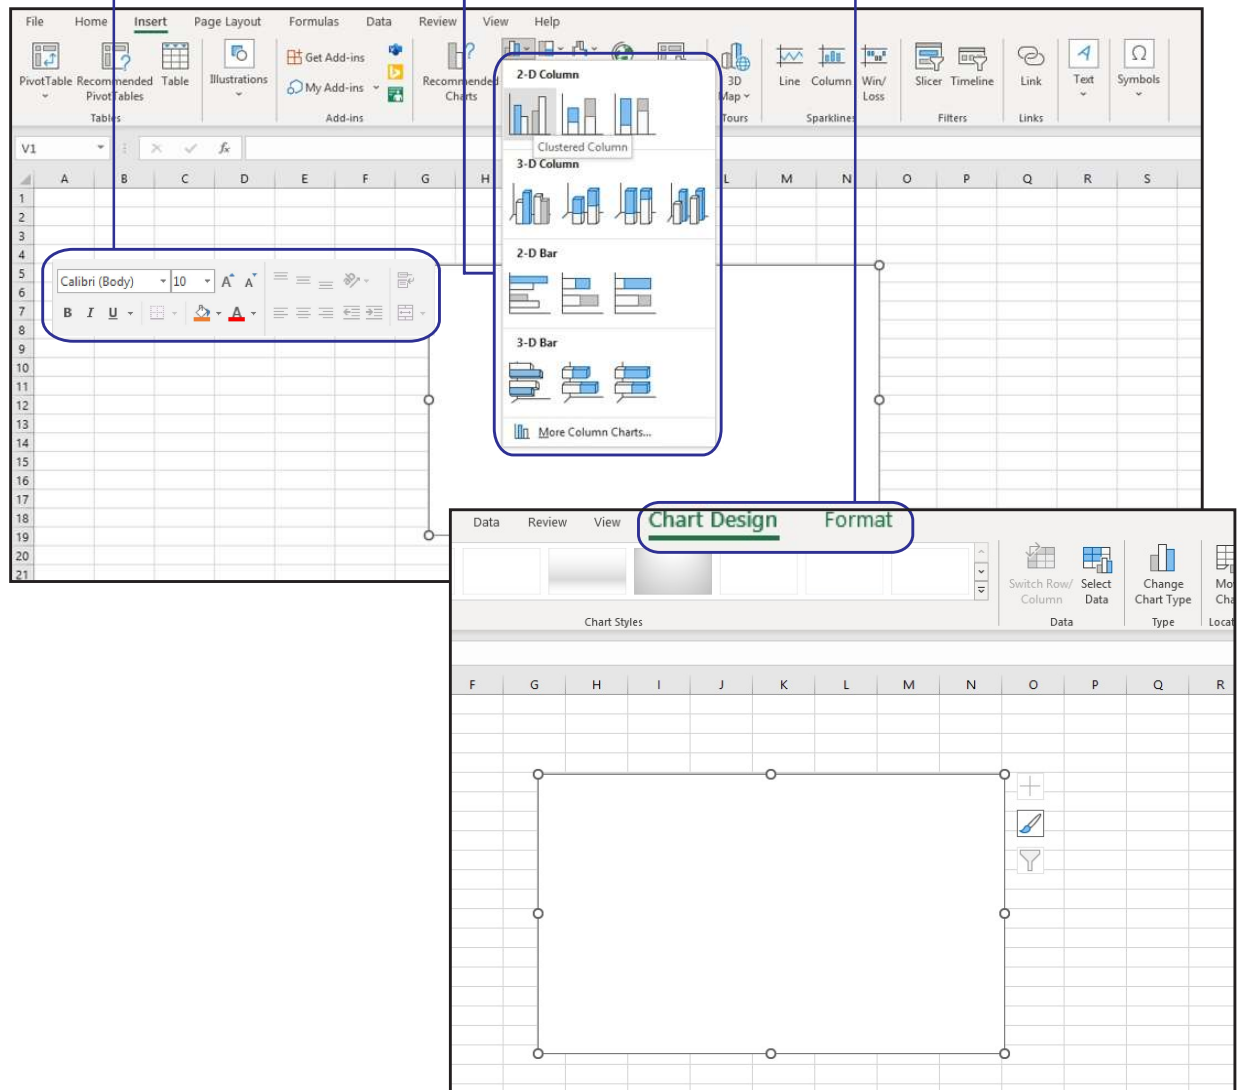 File Home Insert Page Layout Formulas Data Review View Help
PivotTable Recommended PivotTables Table Illustrations Get Add-ins My Add-ins Recommended Charts 3D Map Line Column Win/Loss Slicer Timeline Link Text Symbols
Tables Add-ins Tours Sparklines Filters Links
V1 fx
A B C D E F G H L M N O P Q R S
1
2
3
4
5
6
7
8
9
10
11
12
13
14
15
16
17
18
19
20
21
Calibri (Body) 10 A A
B I U A
2-D Column
Clustered Column
3-D Column
2-D Bar
3-D Bar
More Column Charts...
Data Review View Chart Design Format
Switch Row/ Select Change
Column Data Chart Type
Chart Styles Data Type
F G H I J K L M N O P Q R